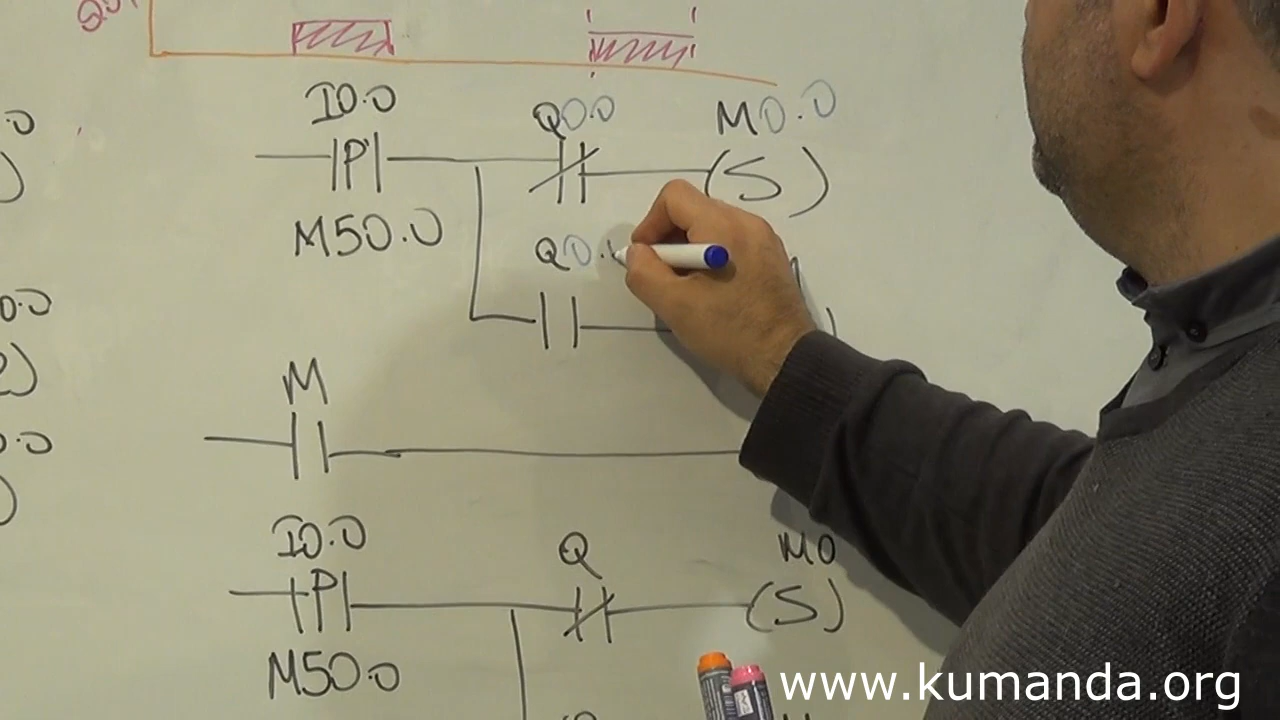 I0.0
Q0.0
M0.0
|P|
(S)
M50.0
Q0.
M
I0.0
Q
M0
|P|
(S)
M50.0
www.kumanda.org